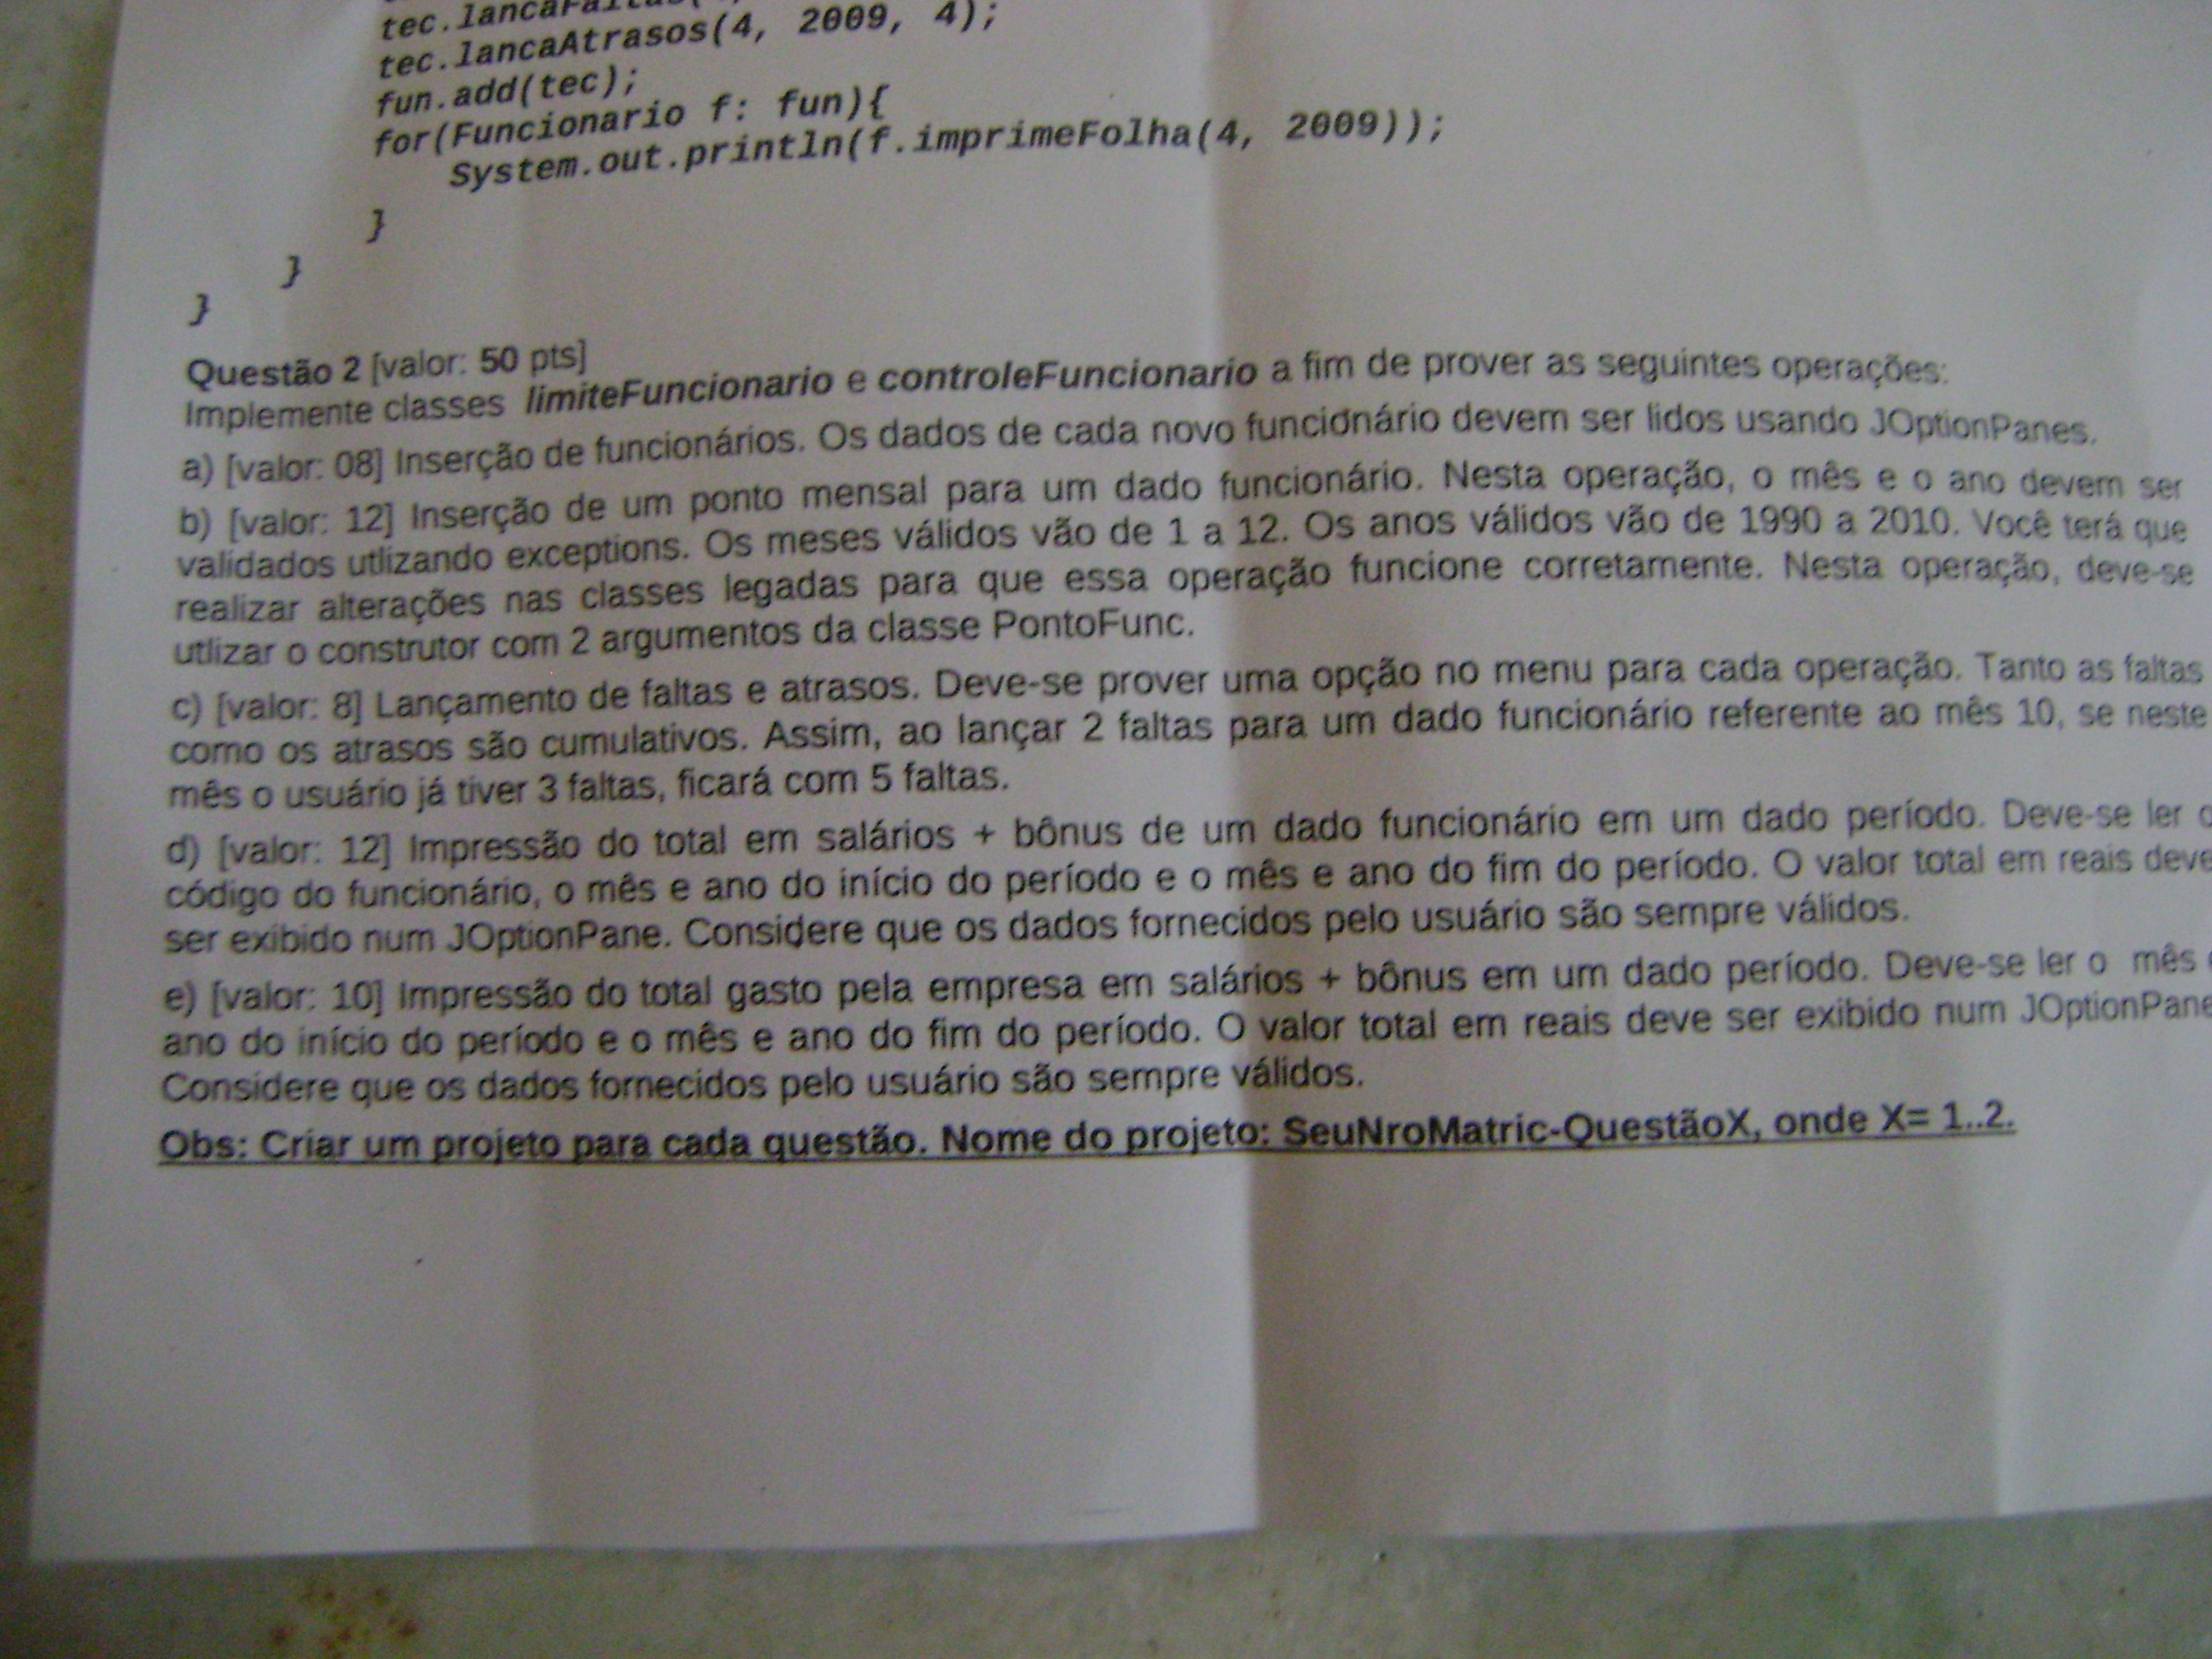 tec.lancaFaltas(
tec.lancaAtrasos(4, 2009, 4);
fun.add(tec);
for(Funcionario f: fun){
System.out.println(f.imprimeFolha(4, 2009));
}
}
}
Questão 2 [valor: 50 pts]
Implemente classes limiteFuncionario e controleFuncionario a fim de prover as seguintes operações:
a) [valor: 08] Inserção de funcionários. Os dados de cada novo funcionário devem ser lidos usando JOptionPanes.
b) [valor: 12] Inserção de um ponto mensal para um dado funcionário. Nesta operação, o mês e o ano devem ser
validados utlizando exceptions. Os meses válidos vão de 1 a 12. Os anos válidos vão de 1990 a 2010. Você terá que
realizar alterações nas classes legadas para que essa operação funcione corretamente. Nesta operação, deve-se
utlizar o construtor com 2 argumentos da classe PontoFunc.
c) [valor: 8] Lançamento de faltas e atrasos. Deve-se prover uma opção no menu para cada operação. Tanto as faltas
como os atrasos são cumulativos. Assim, ao lançar 2 faltas para um dado funcionário referente ao mês 10, se neste
mês o usuário já tiver 3 faltas, ficará com 5 faltas.
d) [valor: 12] Impressão do total em salários + bônus de um dado funcionário em um dado período. Deve-se ler
código do funcionário, o mês e ano do início do período e o mês e ano do fim do período. O valor total em reais deve
ser exibido num JOptionPane. Considere que os dados fornecidos pelo usuário são sempre válidos.
e) [valor: 10] Impressão do total gasto pela empresa em salários + bônus em um dado período. Deve-se ler o mês
ano do início do período e o mês e ano do fim do período. O valor total em reais deve ser exibido num JOptionPane
Considere que os dados fornecidos pelo usuário são sempre válidos.
Obs: Criar um projeto para cada questão. Nome do projeto: SeuNroMatric-QuestãoX, onde X= 1..2.